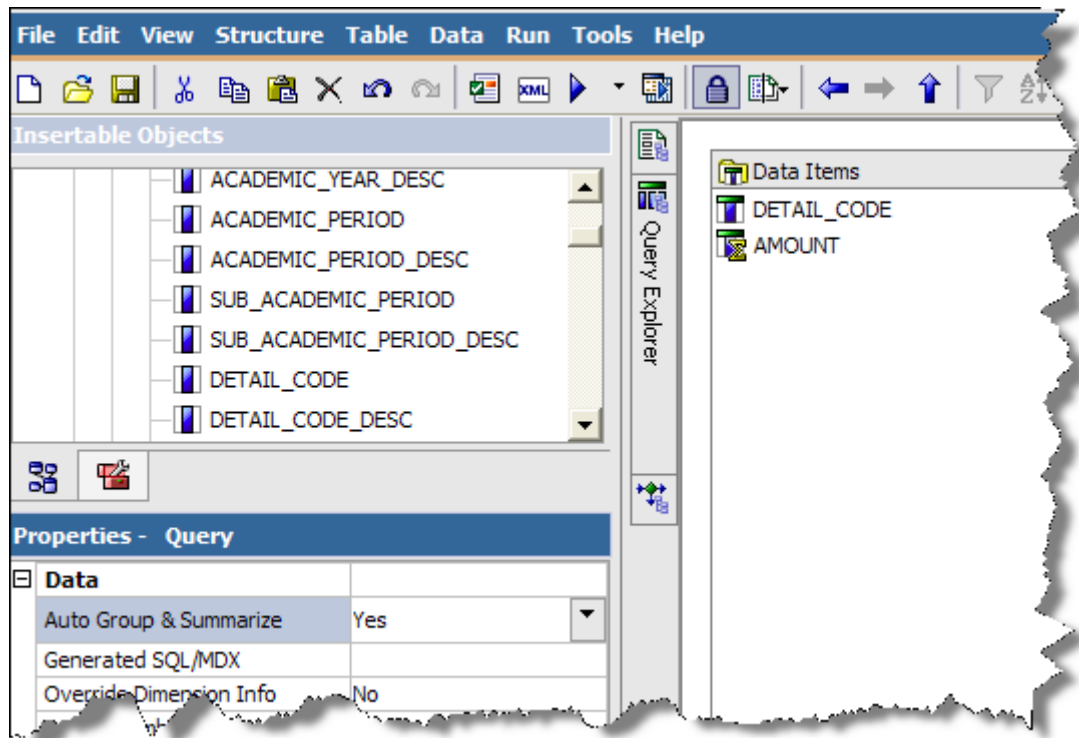 File Edit View Structure Table Data Run Tools Help
XML
Insertable Objects
ACADEMIC_YEAR_DESC
ACADEMIC_PERIOD
ACADEMIC_PERIOD_DESC
SUB_ACADEMIC_PERIOD
SUB_ACADEMIC_PERIOD_DESC
DETAIL_CODE
DETAIL_CODE_DESC
Query Explorer
Data Items
DETAIL_CODE
AMOUNT
Properties - Query
Data
Auto Group & Summarize Yes
Generated SQL/MDX
Override Dimension Info No